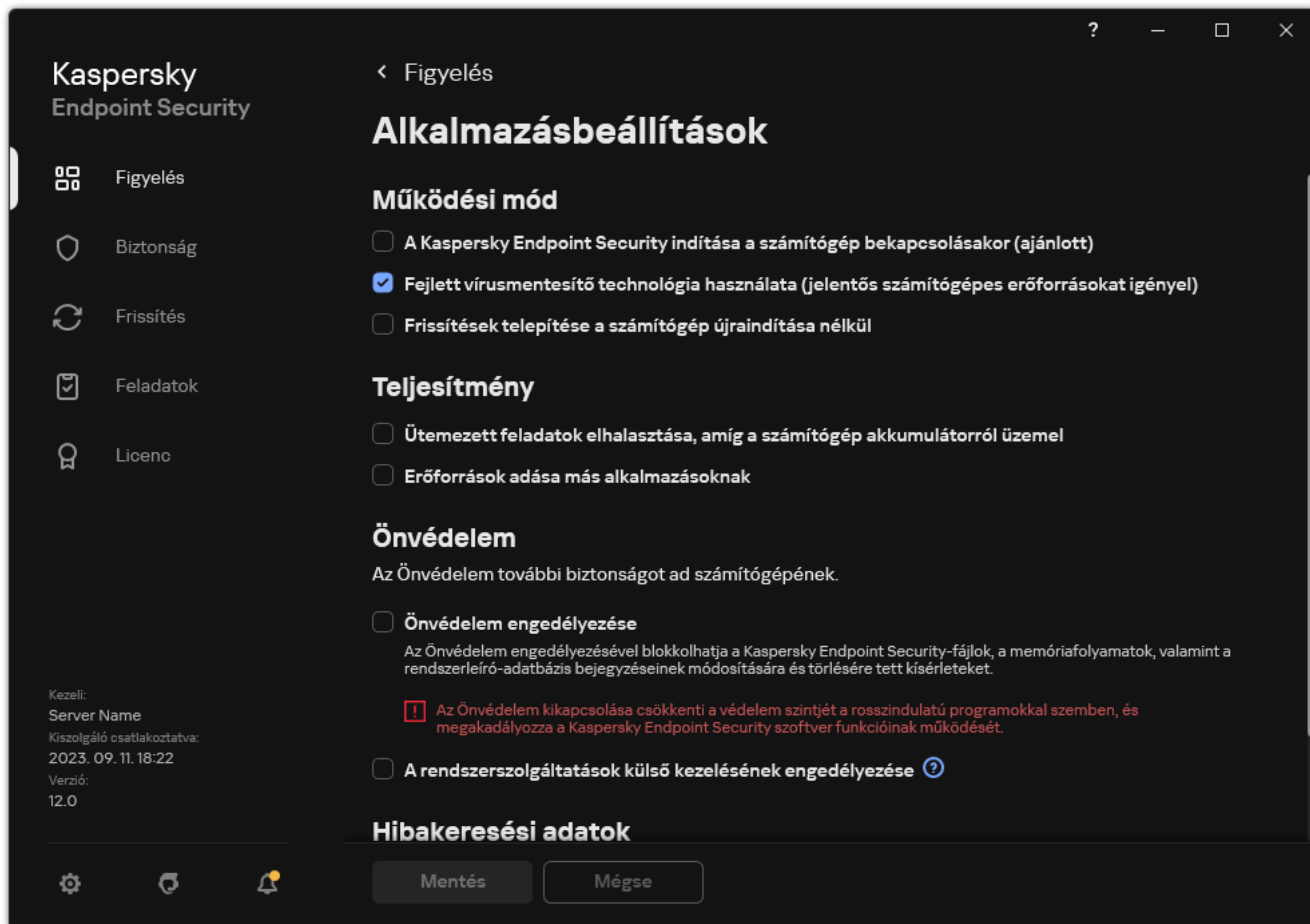 Kaspersky
Endpoint Security
Figyelés
Biztonság
Frissítés
Feladatok
Licenc
Kezeli:
Server Name
Kiszolgáló csatlakoztatva:
2023. 09. 11. 18:22
Verzió:
12.0
?
Figyelés
Alkalmazásbeállítások
Működési mód
A Kaspersky Endpoint Security indítása a számítógép bekapcsolásakor (ajánlott)
Fejlett vírusmentesítő technológia használata (jelentős számítógépes erőforrásokat igényel)
Frissítések telepítése a számítógép újraindítása nélkül
Teljesítmény
Ütemezett feladatok elhalasztása, amíg a számítógép akkumulátorról üzemel
Erőforrások adása más alkalmazásoknak
Önvédelem
Az Önvédelem további biztonságot ad számítógépének.
Önvédelem engedélyezése
Az Önvédelem engedélyezésével blokkolhatja a Kaspersky Endpoint Security-fájlok, a memóriafolyamatok, valamint a
rendszerleíró-adatbázis bejegyzéseinek módosítására és törlésére tett kísérleteket.
Az Önvédelem kikapcsolása csökkenti a védelem szintjét a rosszindulatú programokkal szemben, és
megakadályozza a Kaspersky Endpoint Security szoftver funkcióinak működését.
A rendszerszolgáltatások külső kezelésének engedélyezése ?
Hibakeresési adatok
Mentés
Mégse